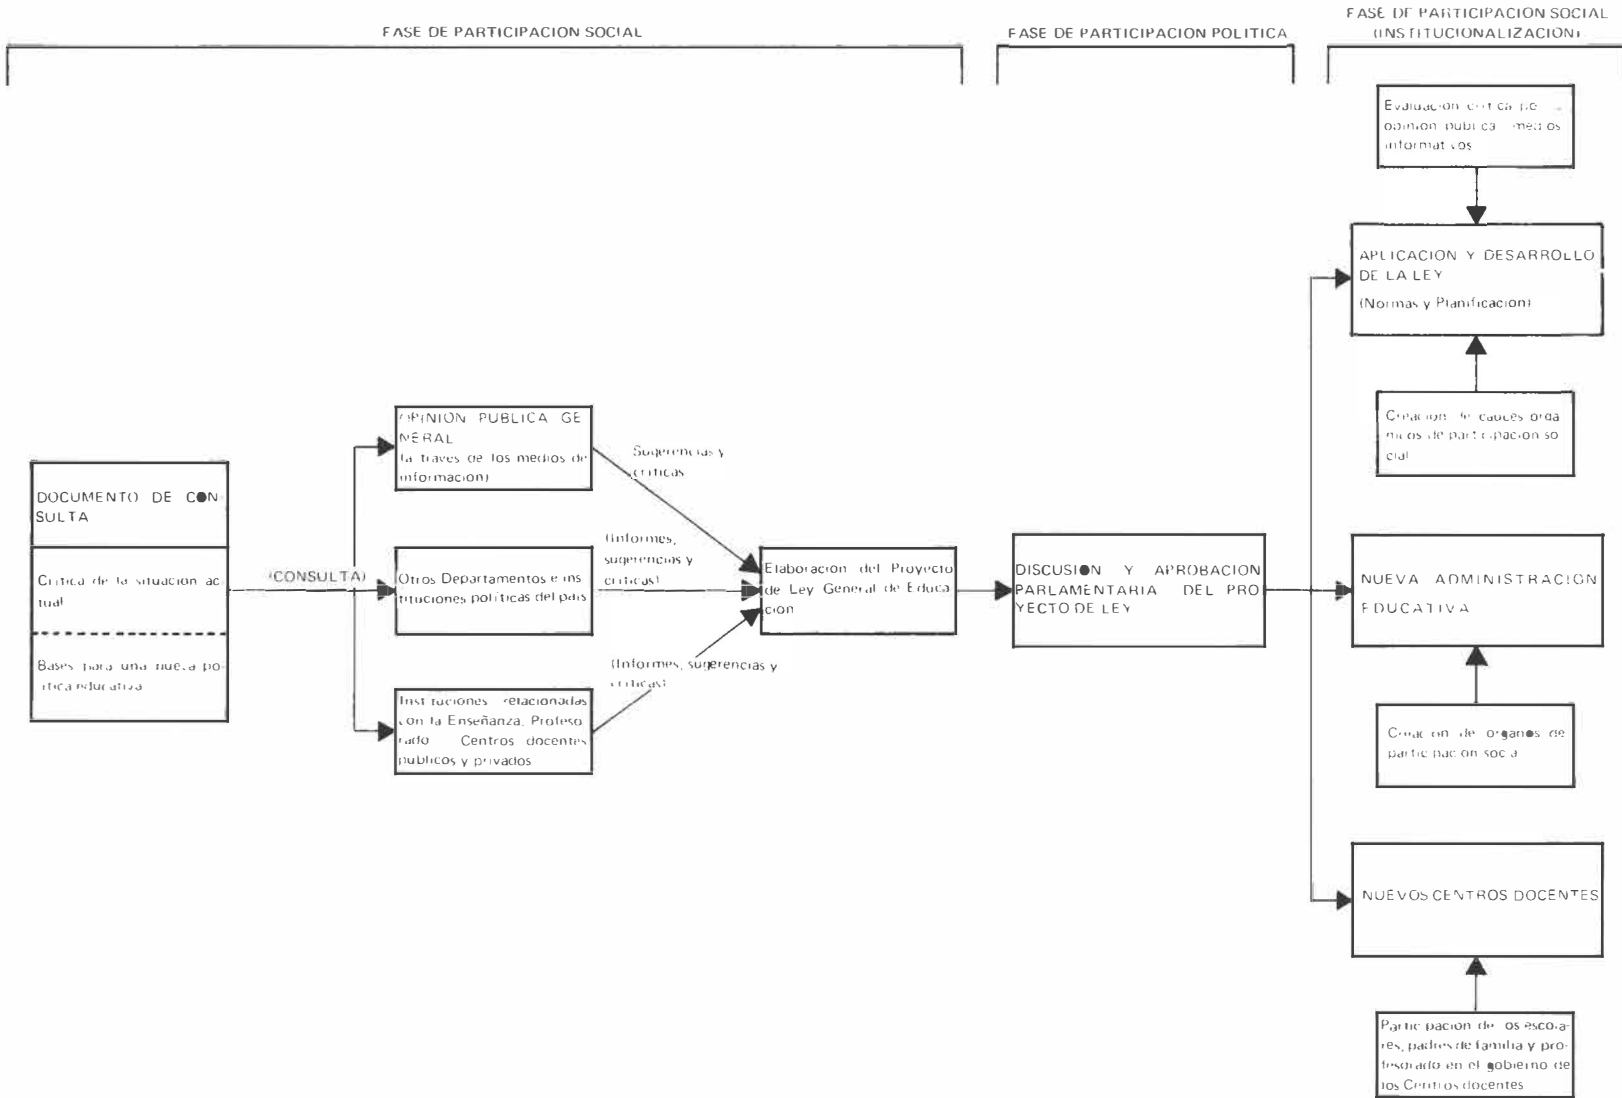 FASE DE PARTICIPACION SOCIAL
FASE DE PARTICIPACION POLITICA
FASE DE PARTICIPACION SOCIAL
(INSTITUCIONALIZACION)
DOCUMENTO DE CON-
SULTA
Critica de la situación ac-
tual
Bases para una nueva po-
litica educativa
(CONSULTA)
OPINION PUBLICA GE
NERAL
(a traves de los medios de
informacion)
Otros Departamentos e ins
tituciones políticas del pais
Instituciones relacionadas
con la Enseñanza, Profeso
rado Centros docentes
publicos y privados
Sugerencias y
criticas
(Informes,
sugerencias y
criticas)
(Informes, sugerencias y
criticas)
Elaboracion del Proyecto
de Ley General de Educa
cion
DISCUSION Y APROBACION
PARLAMENTARIA DEL PRO
YECTO DE LEY
Evaluacion critica
opinion publica medios
informativos
APLICACION Y DESARROLLO
DE LA LEY
(Normas y Planificacion)
Creacion de cauces orga
nicos de participacion so
cial
NUEVA ADMINISTRACION
EDUCATIVA
Creacion de organos de
participacion social
NUEVOS CENTROS DOCENTES
Participacion de los escola-
res, padres de familia y pro-
fesorado en el gobierno de
los Centros docentes